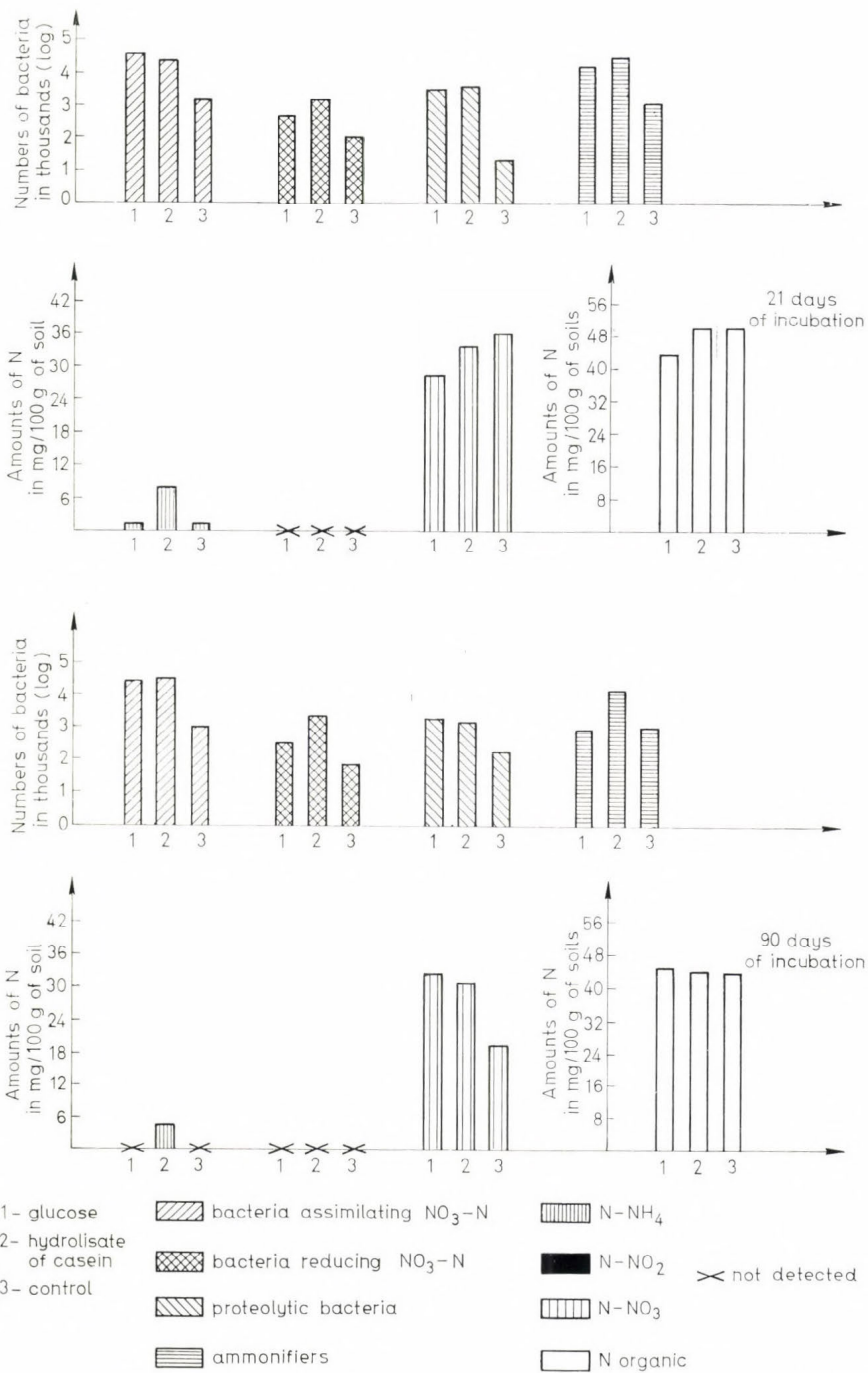 Numbers of bacteria
in thousands (log)
5
4
3
2
1
0
1 2 3 1 2 3 1 2 3 1 2 3
Amounts of N
in mg/100 g of soil
42
36
30
24
18
12
6
1 2 3 1 2 3 1 2 3
Amounts of N
in mg/100 g of soils
56
48
40
32
24
16
8
1 2 3
21 days
of incubation
Numbers of bacteria
in thousands (log)
5
4
3
2
1
0
1 2 3 1 2 3 1 2 3 1 2 3
Amounts of N
in mg/100 g of soil
42
36
30
24
18
12
6
1 2 3 1 2 3 1 2 3
Amounts of N
in mg/100 g of soils
56
48
40
32
24
16
8
1 2 3
90 days
of incubation
1- glucose
2- hydrolisate
of casein
3- control
bacteria assimilating NO₃-N
bacteria reducing NO₃-N
proteolytic bacteria
ammonifiers
N-NH₄
N-NO₂
N-NO₃
N organic
not detected